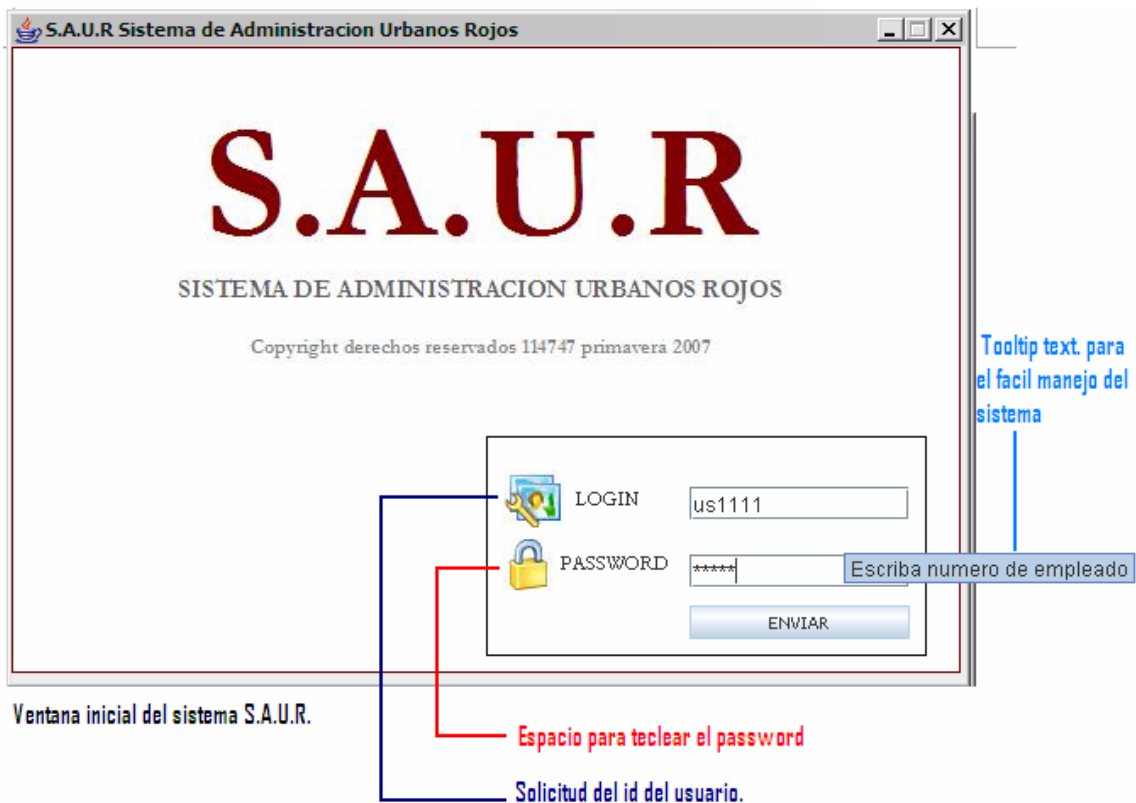 S.A.U.R Sistema de Administracion Urbanos Rojos
S.A.U.R
SISTEMA DE ADMINISTRACION URBANOS ROJOS
Copyright derechos reservados 114747 primavera 2007
Tooltip text. para
el facil manejo del
sistema
LOGIN
us1111
PASSWORD
*****
Escriba numero de empleado
ENVIAR
Ventana inicial del sistema S.A.U.R.
Espacio para teclear el password
Solicitud del id del usuario.